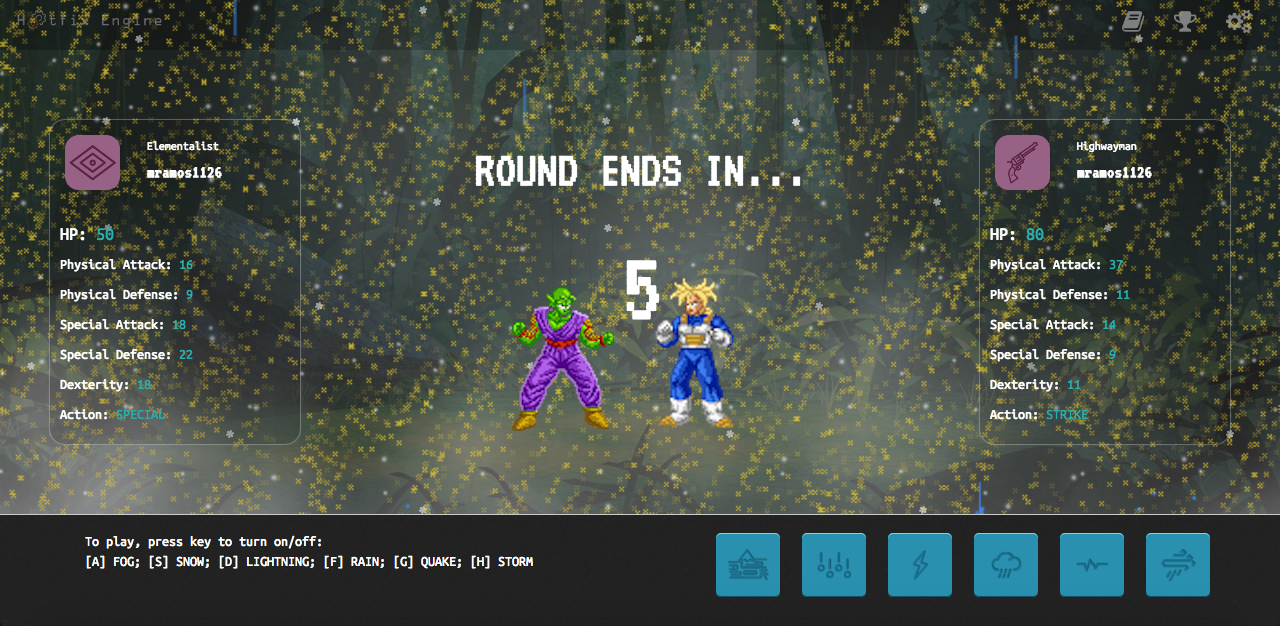 Engine
ROUND ENDS IN...
5
Elementalist
mramos1126
HP: 50
Physical Attack: 16
Physical Defense: 9
Special Attack: 18
Special Defense: 22
Dexterity: 18
Action: SPECIAL
Highwayman
mramos1126
HP: 80
Physical Attack: 37
Physical Defense: 11
Special Attack: 14
Special Defense: 9
Dexterity: 11
Action: STRIKE
To play, press key to turn on/off:
[A] FOG; [S] SNOW; [D] LIGHTNING; [F] RAIN; [G] QUAKE; [H] STORM